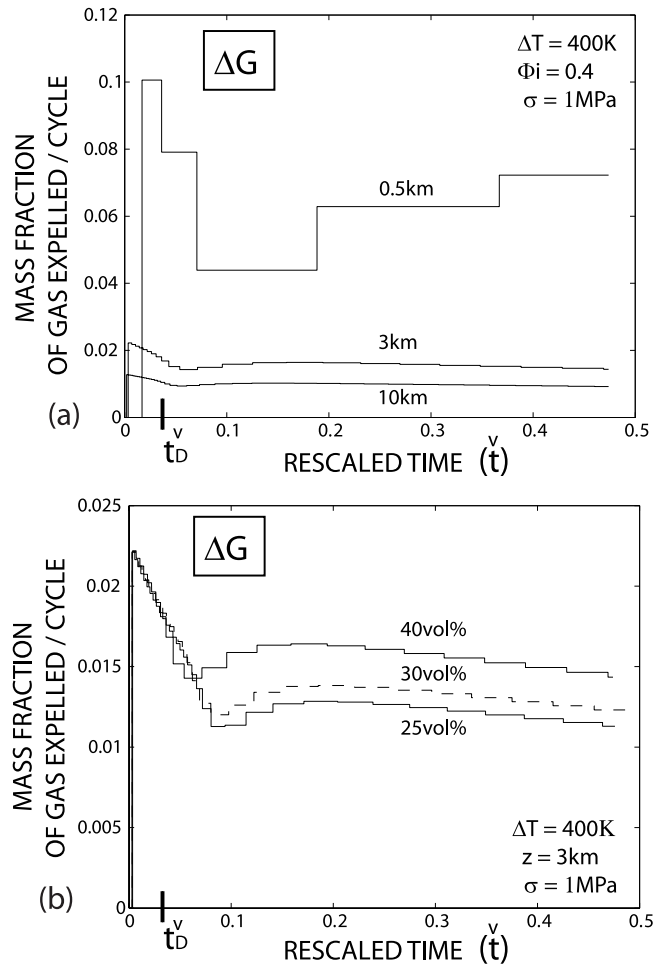 ΔG
ΔT = 400K
Φi = 0.4
σ = 1MPa
0.12
0.1
0.08
0.06
0.04
0.02
0
MASS FRACTION
OF GAS EXPELLED / CYCLE
0.5km
3km
10km
(a)
0
0.1
0.2
0.3
0.4
0.5
t_D^v
RESCALED TIME (t^v)
ΔG
0.025
0.02
0.015
0.01
0.005
0
MASS FRACTION
OF GAS EXPELLED / CYCLE
40vol%
30vol%
25vol%
ΔT = 400K
z = 3km
σ = 1MPa
(b)
0
0.1
0.2
0.3
0.4
0.5
t_D^v
RESCALED TIME (t^v)